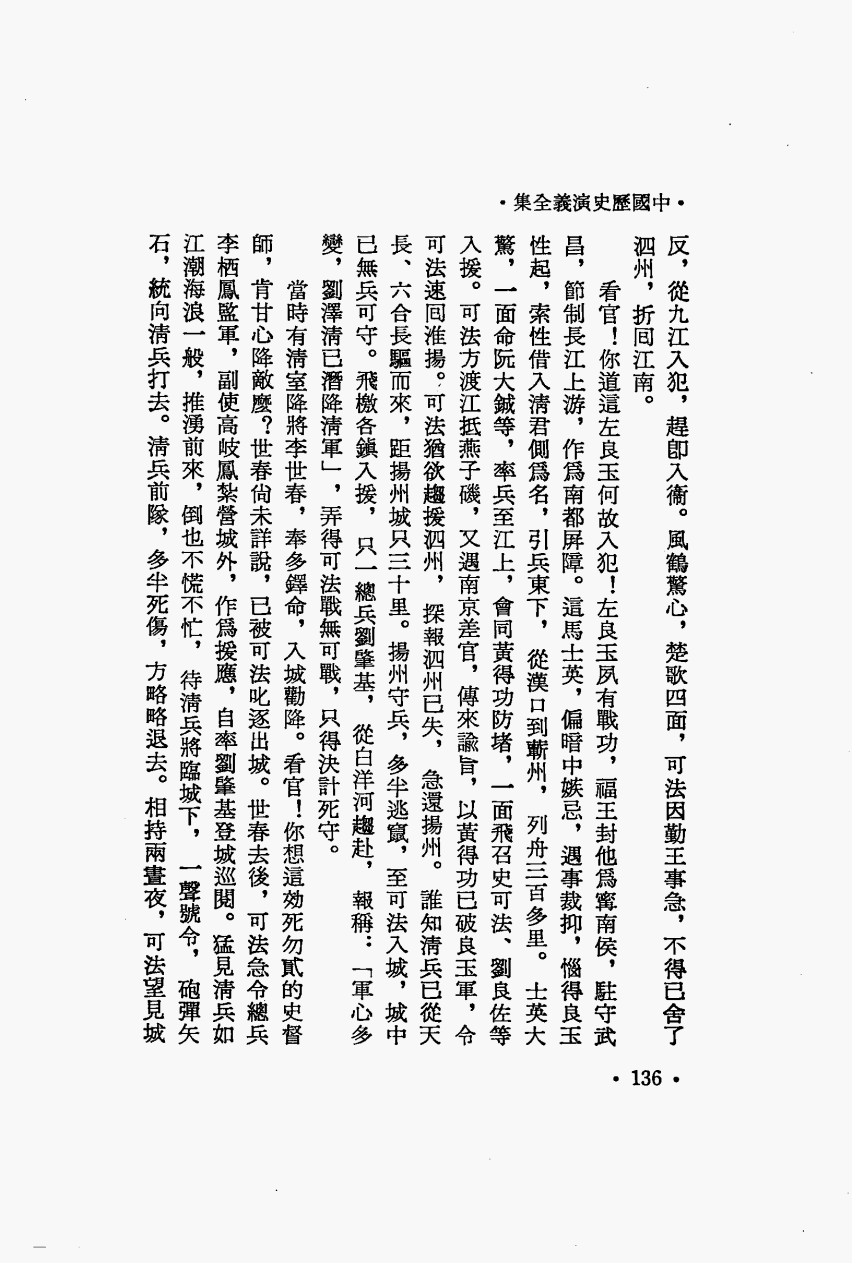 •中國歷史演義全集•
反，從九江入犯，趕即入衞。風鶴驚心，楚歌四面，可法因勤王事急，不得已舍了
泗州，折囘江南。
看官！你道這左良玉何故入犯！左良玉夙有戰功，福王封他爲寗南侯，駐守武
昌，節制長江上游，作爲南都屏障。這馬士英，偏暗中嫉忌，遇事裁抑，惱得良玉
性起，索性借入淸君側爲名，引兵東下，從漢口到蘄州，列舟三百多里。士英大
驚，一面命阮大鋮等，率兵至江上，會同黃得功防堵，一面飛召史可法、劉良佐等
入援。可法方渡江抵燕子磯，又遇南京差官，傳來諭旨，以黃得功已破良玉軍，令
可法速囘淮揚。可法猶欲趨援泗州，探報泗州已失，急還揚州。誰知淸兵已從天
長、六合長驅而來，距揚州城只三十里。揚州守兵，多半逃竄，至可法入城，城中
已無兵可守。飛檄各鎭入援，只一總兵劉肇基，從白洋河趨赴，報稱：「軍心多
變，劉澤淸已潛降淸軍」，弄得可法戰無可戰，只得決計死守。
當時有淸室降將李世春，奉多鐸命，入城勸降。看官！你想這効死勿貳的史督
師，肯甘心降敵麼？世春尙未詳說，已被可法叱逐出城。世春去後，可法急令總兵
李栖鳳監軍，副使高岐鳳紮營城外，作爲援應，自率劉肇基登城巡閱。猛見淸兵如
江潮海浪一般，推湧前來，倒也不慌不忙，待淸兵將臨城下，一聲號令，砲彈矢
石，統向淸兵打去。淸兵前隊，多半死傷，方略略退去。相持兩晝夜，可法望見城
•136•